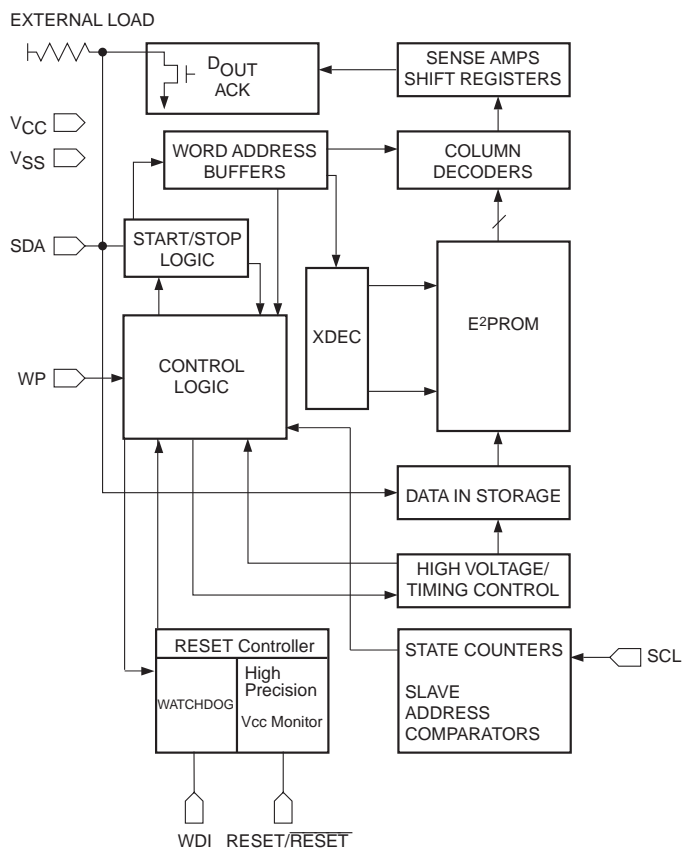 EXTERNAL LOAD
DOUT
ACK
SENSE AMPS
SHIFT REGISTERS
VCC
VSS
WORD ADDRESS
BUFFERS
COLUMN
DECODERS
SDA
START/STOP
LOGIC
XDEC
E2PROM
WP
CONTROL
LOGIC
DATA IN STORAGE
HIGH VOLTAGE/
TIMING CONTROL
RESET Controller
WATCHDOG
High
Precision
Vcc Monitor
STATE COUNTERS
SLAVE
ADDRESS
COMPARATORS
SCL
WDI
RESET/RESET